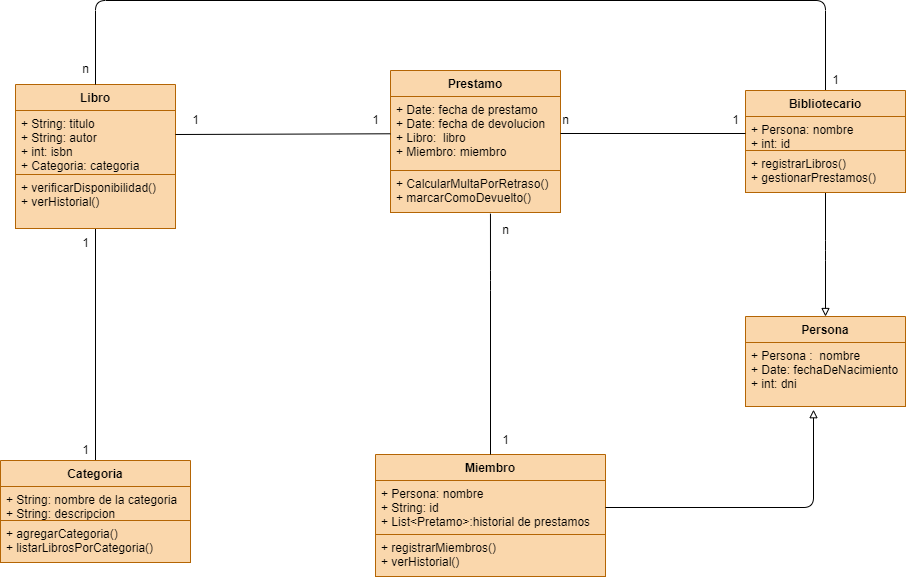 n
1
Libro
+ String: titulo
+ String: autor
+ int: isbn
+ Categoria: categoria
+ verificarDisponibilidad()
+ verHistorial()
1
1
Prestamo
+ Date: fecha de prestamo
+ Date: fecha de devolucion
+ Libro: libro
+ Miembro: miembro
+ CalcularMultaPorRetraso()
+ marcarComoDevuelto()
n
1
Bibliotecario
+ Persona: nombre
+ int: id
+ registrarLibros()
+ gestionarPrestamos()
1
n
Persona
+ Persona : nombre
+ Date: fechaDeNacimiento
+ int: dni
1
1
Categoria
+ String: nombre de la categoria
+ String: descripcion
+ agregarCategoria()
+ listarLibrosPorCategoria()
Miembro
+ Persona: nombre
+ String: id
+ List<Pretamo>:historial de prestamos
+ registrarMiembros()
+ verHistorial()